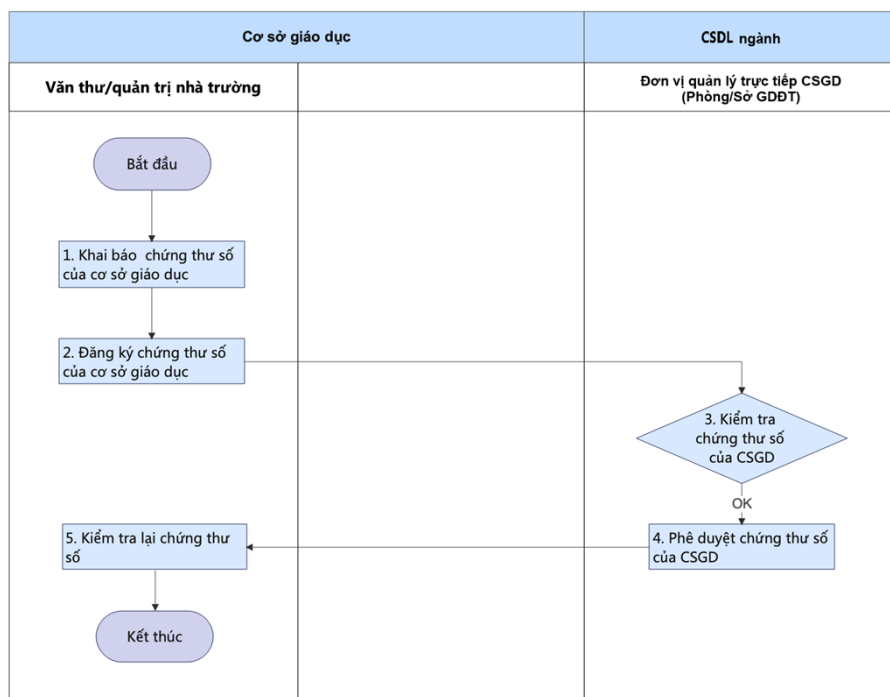 Cơ sở giáo dục
CSDL ngành
Văn thư/quản trị nhà trường
Đơn vị quản lý trực tiếp CSGD
(Phòng/Sở GDĐT)
Bắt đầu
1. Khai báo chứng thư số
của cơ sở giáo dục
2. Đăng ký chứng thư số
của cơ sở giáo dục
3. Kiểm tra
chứng thư số
của CSGD
OK
4. Phê duyệt chứng thư số
của CSGD
5. Kiểm tra lại chứng thư
số
Kết thúc